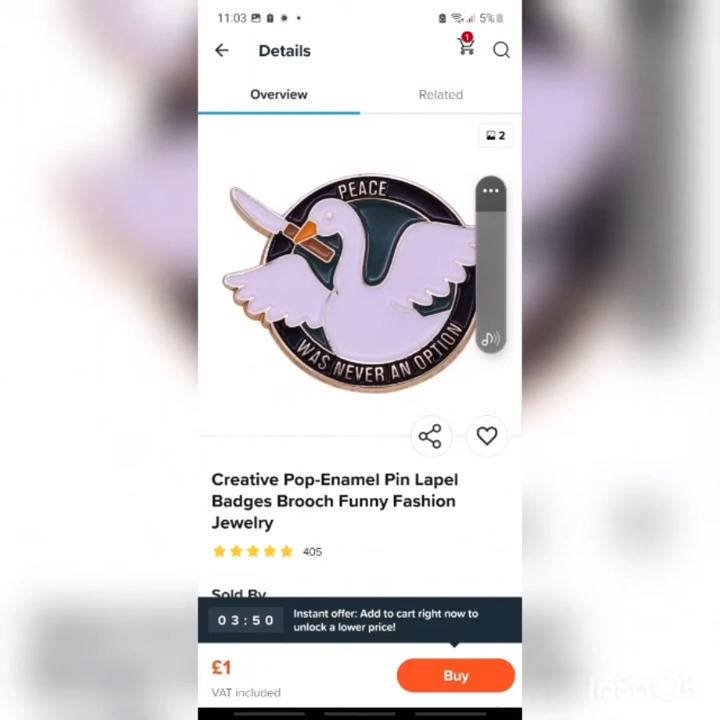 11:03
5%
Details
1
Overview
Related
2
PEACE
WAS NEVER AN OPTION
Creative Pop-Enamel Pin Lapel
Badges Brooch Funny Fashion
Jewelry
405
Sold By
03:50
Instant offer: Add to cart right now to
unlock a lower price!
£1
Buy
VAT included
InShOt